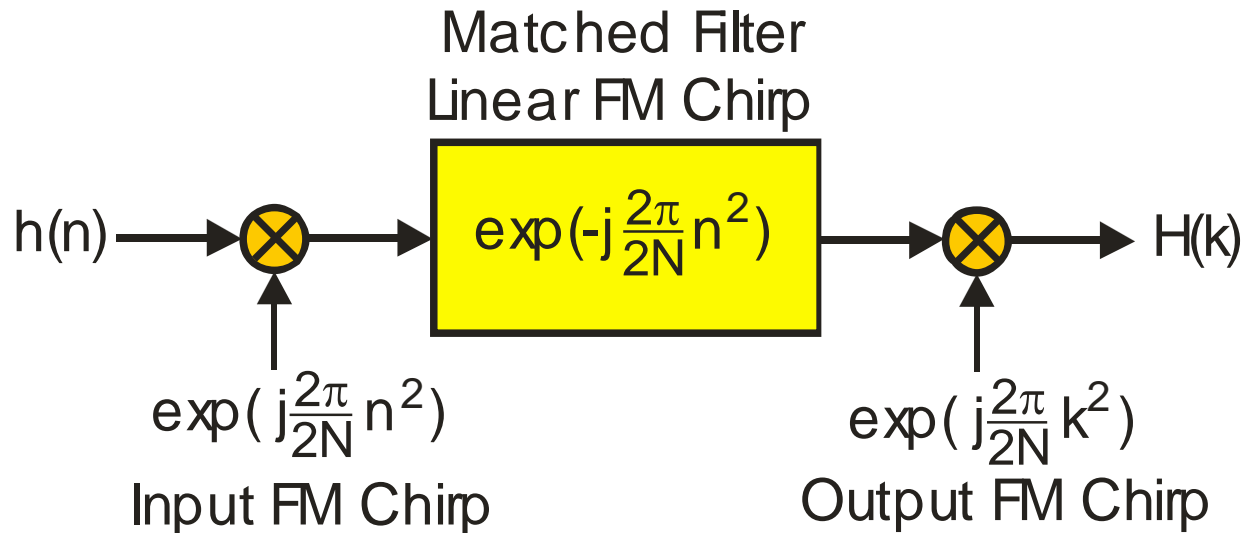 Matched Filter
Linear FM Chirp
h(n)
exp(-j 2π/2N n²)
H(k)
exp( j 2π/2N n²)
Input FM Chirp
exp( j 2π/2N k²)
Output FM Chirp